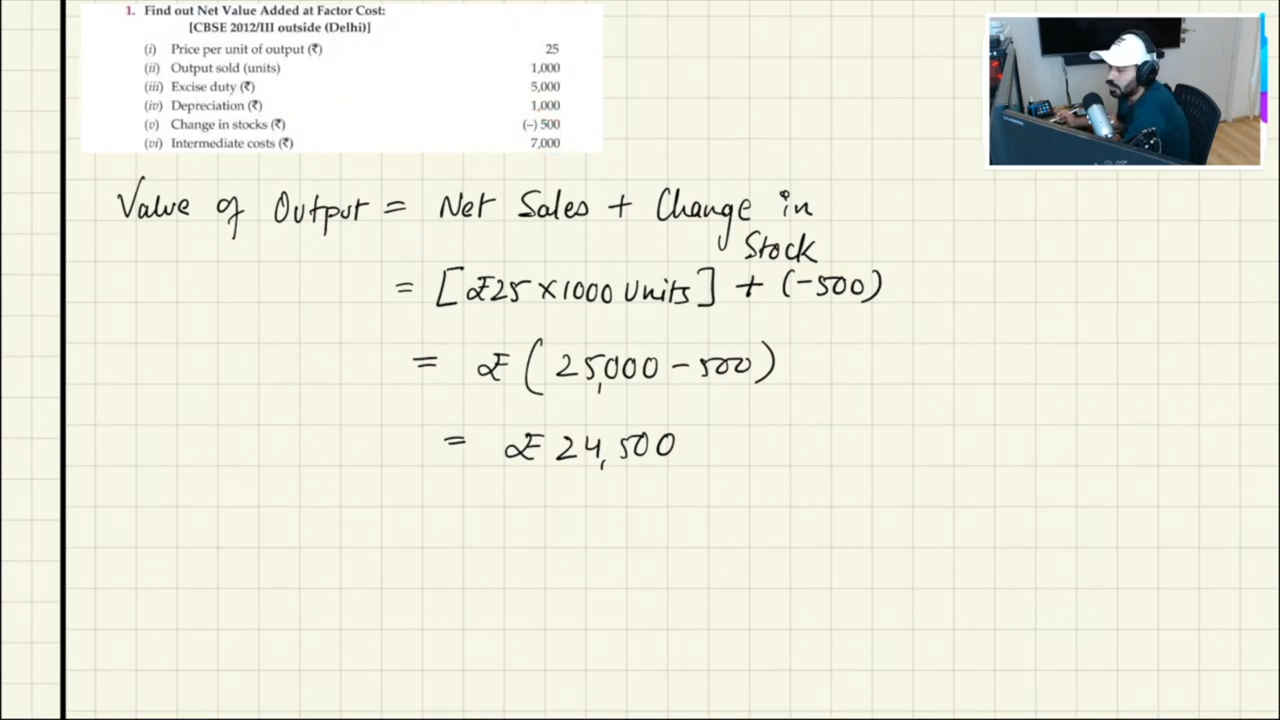 1. Find out Net Value Added at Factor Cost:
[CBSE 2012/III outside (Delhi)]
(i) Price per unit of output (₹) 25
(ii) Output sold (units) 1,000
(iii) Excise duty (₹) 5,000
(iv) Depreciation (₹) 1,000
(v) Change in stocks (₹) (–) 500
(vi) Intermediate costs (₹) 7,000
Value of Output = Net Sales + Change in
Stock
= [₹25 × 1000 Units] + (-500)
= ₹ (25,000 - 500)
= ₹ 24,500